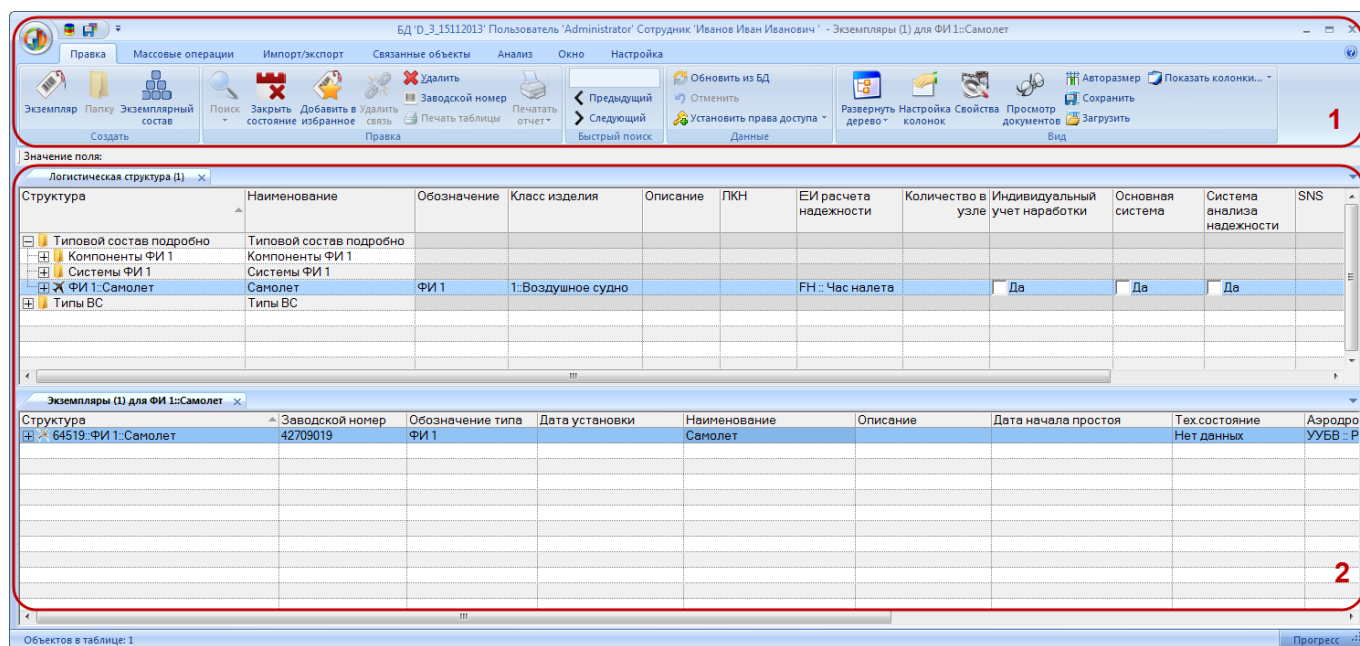 БД 'D_3_15112013' Пользователь 'Administrator' Сотрудник 'Иванов Иван Иванович ' - Экземпляры (1) для ФИ 1::Самолет
Правка Массовые операции Импорт/экспорт Связанные объекты Анализ Окно Настройка
Удалить Обновить из БД Авторазмер Показать колонки...
Заводской номер Предыдущий Отменить Сохранить
Экземпляр Папку Экземплярный состав Поиск Закрыть состояние Добавить в избранное Удалить связь Печать таблицы Печатать отчет Следующий Установить права доступа Развернуть дерево Настройка колонок Свойства Просмотр документов Загрузить
1
Создать Правка Быстрый поиск Данные Вид
Значение поля:
Логистическая структура (1)
Структура Наименование Обозначение Класс изделия Описание ЛКН ЕИ расчета надежности Количество в узле Индивидуальный учет наработки Основная система Система анализа надежности SNS
Типовой состав подробно Типовой состав подробно
Компоненты ФИ 1 Компоненты ФИ 1
Системы ФИ 1 Системы ФИ 1
ФИ 1::Самолет Самолет ФИ 1 1::Воздушное судно FH :: Час налета Да Да Да
Типы ВС Типы ВС
Экземпляры (1) для ФИ 1::Самолет
Структура Заводской номер Обозначение типа Дата установки Наименование Описание Дата начала простоя Тех.состояние Аэродро
64519::ФИ 1::Самолет 42709019 ФИ 1 Самолет Нет данных УУБВ :: Р
2
Объектов в таблице: 1 Прогресс